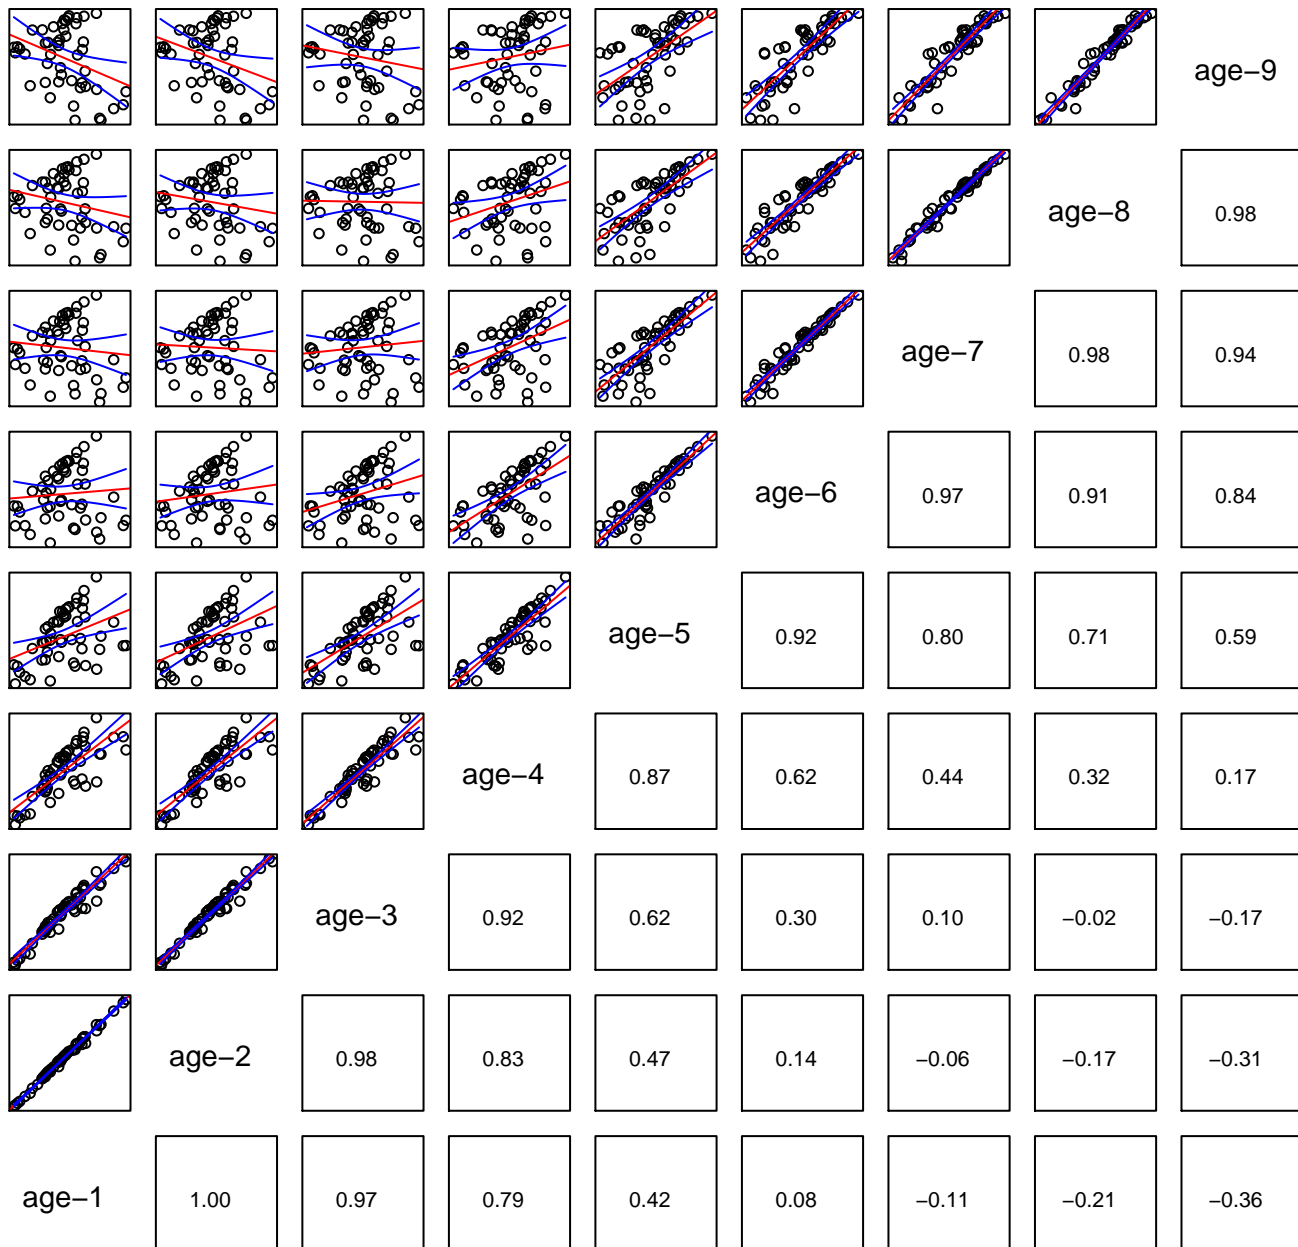 age−9
age−8 0.98
age−7 0.98 0.94
age−6 0.97 0.91 0.84
age−5 0.92 0.80 0.71 0.59
age−4 0.87 0.62 0.44 0.32 0.17
age−3 0.92 0.62 0.30 0.10 −0.02 −0.17
age−2 0.98 0.83 0.47 0.14 −0.06 −0.17 −0.31
age−1 1.00 0.97 0.79 0.42 0.08 −0.11 −0.21 −0.36